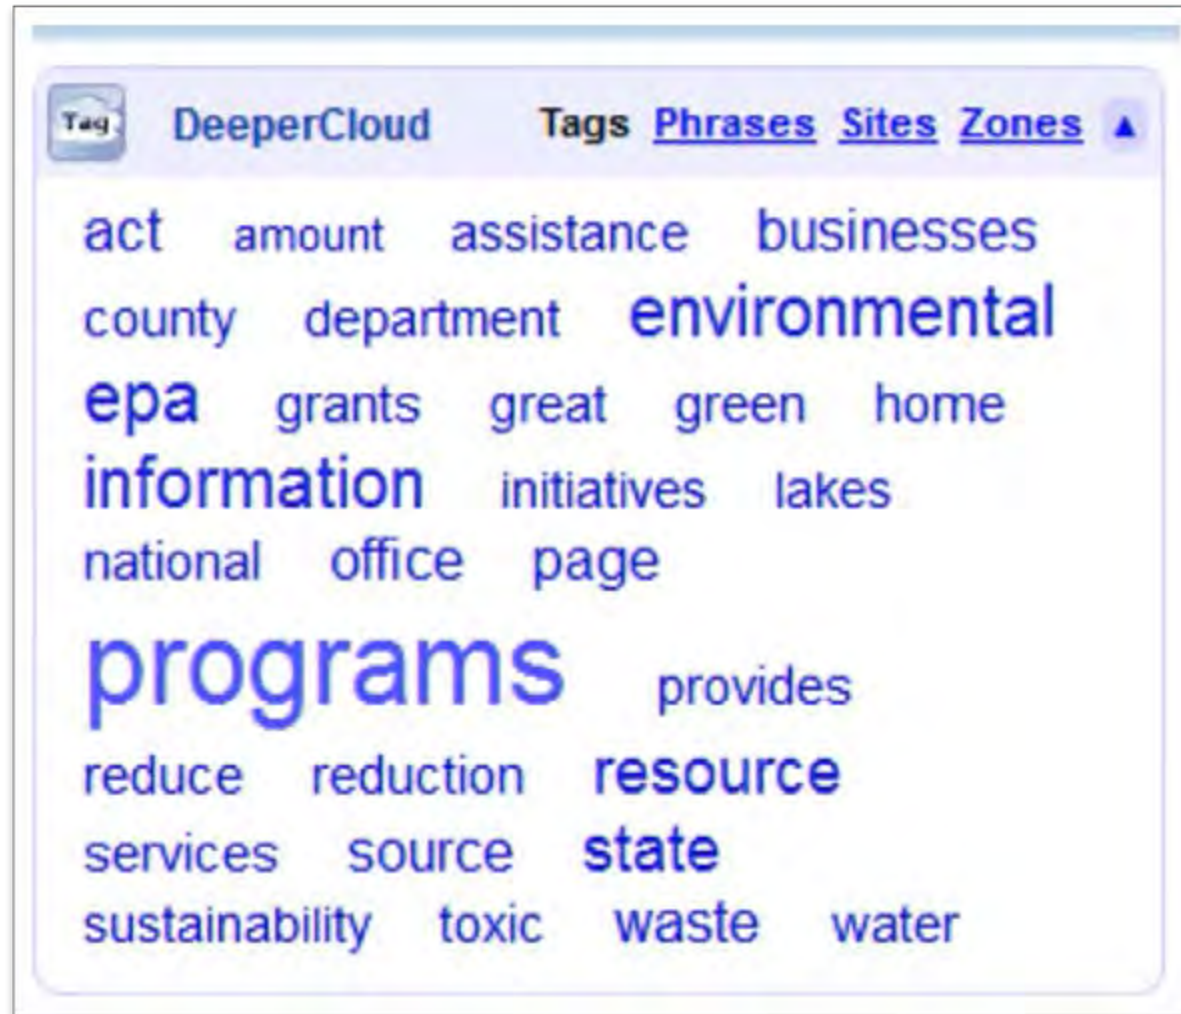 Tag DeeperCloud Tags Phrases Sites Zones ▲
act amount assistance businesses
county department environmental
epa grants great green home
information initiatives lakes
national office page
programs provides
reduce reduction resource
services source state
sustainability toxic waste water